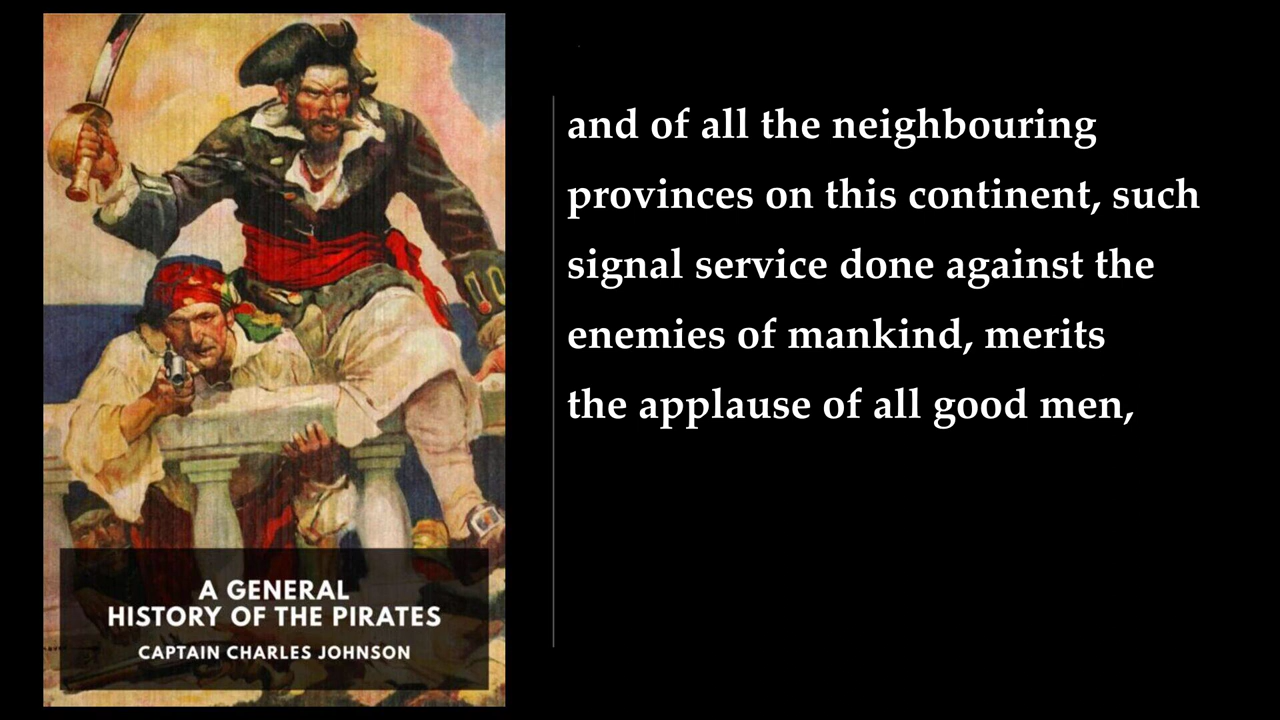 and of all the neighbouring
provinces on this continent, such
signal service done against the
enemies of mankind, merits
the applause of all good men,
A GENERAL
HISTORY OF THE PIRATES
CAPTAIN CHARLES JOHNSON